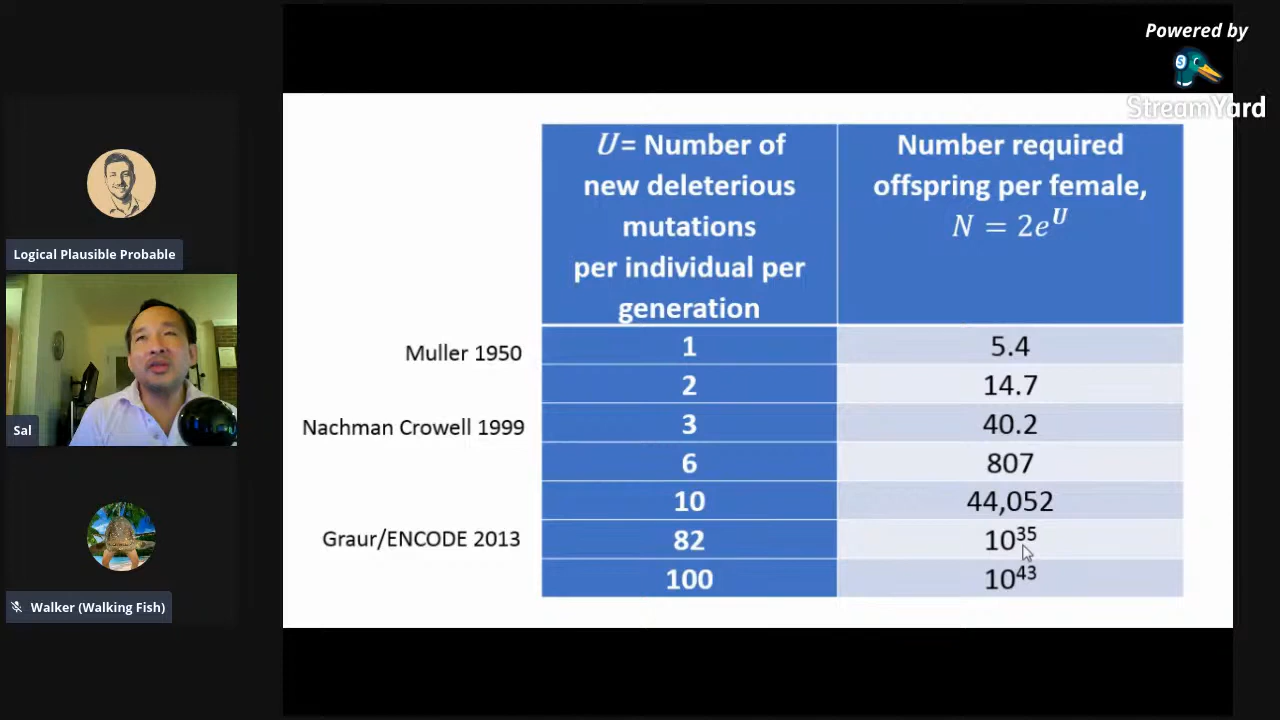 Powered by
StreamYard
Logical Plausible Probable
Sal
Walker (Walking Fish)
U= Number of
new deleterious
mutations
per individual per
generation
Number required
offspring per female,
N = 2e^U
Muller 1950
1 5.4
2 14.7
Nachman Crowell 1999
3 40.2
6 807
10 44,052
Graur/ENCODE 2013
82 10^35
100 10^43